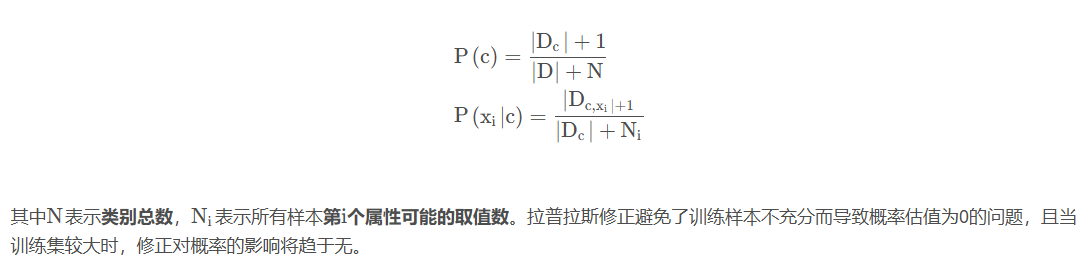 P (c) = |D_c| + 1 / |D| + N
P (x_i |c) = |D_{c,x_i}|+1 / |D_c| + N_i
其中N表示类别总数，N_i表示所有样本第i个属性可能的取值数。拉普拉斯修正避免了训练样本不充分而导致概率估值为0的问题，且当
训练集较大时，修正对概率的影响将趋于无。